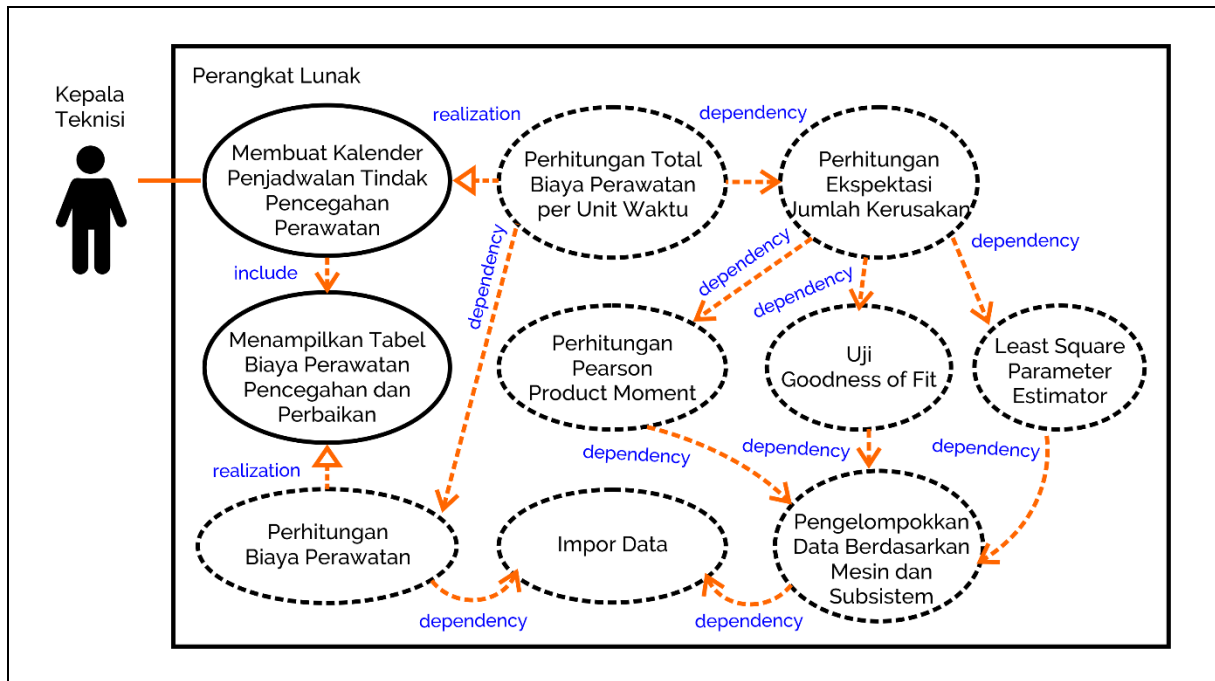 Perangkat Lunak
Kepala
Teknisi
realization
dependency
Membuat Kalender
Penjadwalan Tindak
Pencegahan
Perawatan
Perhitungan Total
Biaya Perawatan
per Unit Waktu
Perhitungan
Ekspektasi
Jumlah Kerusakan
include
dependency
dependency
dependency
dependency
Menampilkan Tabel
Biaya Perawatan
Pencegahan dan
Perbaikan
Perhitungan
Pearson
Product Moment
Uji
Goodness of Fit
Least Square
Parameter
Estimator
realization
dependency
dependency
dependency
Perhitungan
Biaya Perawatan
Impor Data
Pengelompokkan
Data Berdasarkan
Mesin dan
Subsistem
dependency
dependency